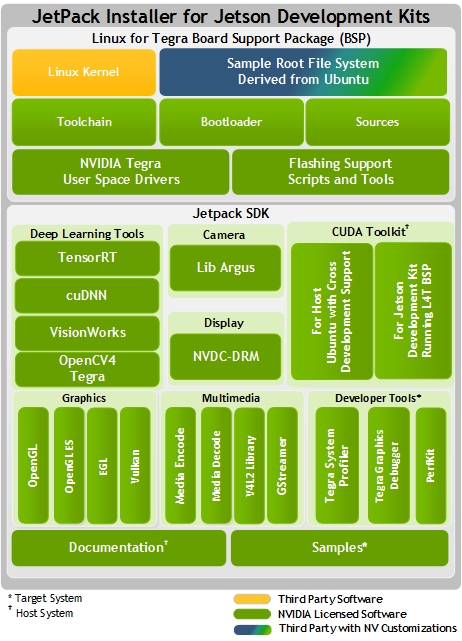 JetPack Installer for Jetson Development Kits
Linux for Tegra Board Support Package (BSP)
Linux Kernel
Sample Root File System
Derived from Ubuntu
Toolchain
Bootloader
Sources
NVIDIA Tegra
User Space Drivers
Flashing Support
Scripts and Tools
Jetpack SDK
Deep Learning Tools
TensorRT
cuDNN
VisionWorks
OpenCV4
Tegra
Camera
Lib Argus
Display
NVDC-DRM
CUDA Toolkit†
For Host
Ubuntu with Cross
Development Support
For Jetson
Development Kit
Running L4T BSP
Graphics
OpenGL
OpenGLES
EGL
Vulkan
Multimedia
Media Encode
Media Decode
V4L2 Library
GStreamer
Developer Tools*
Tegra System
Profiler
Tegra Graphics
Debugger
PerfKit
Documentation†
Samples*
* Target System
† Host System
Third Party Software
NVIDIA Licensed Software
Third Party with NV Customizations